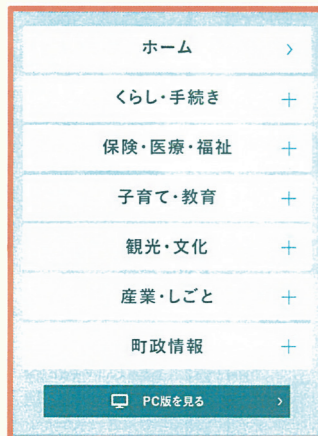 ホーム
くらし・手続き
保険・医療・福祉
子育て・教育
観光・文化
産業・しごと
町政情報
PC版を見る